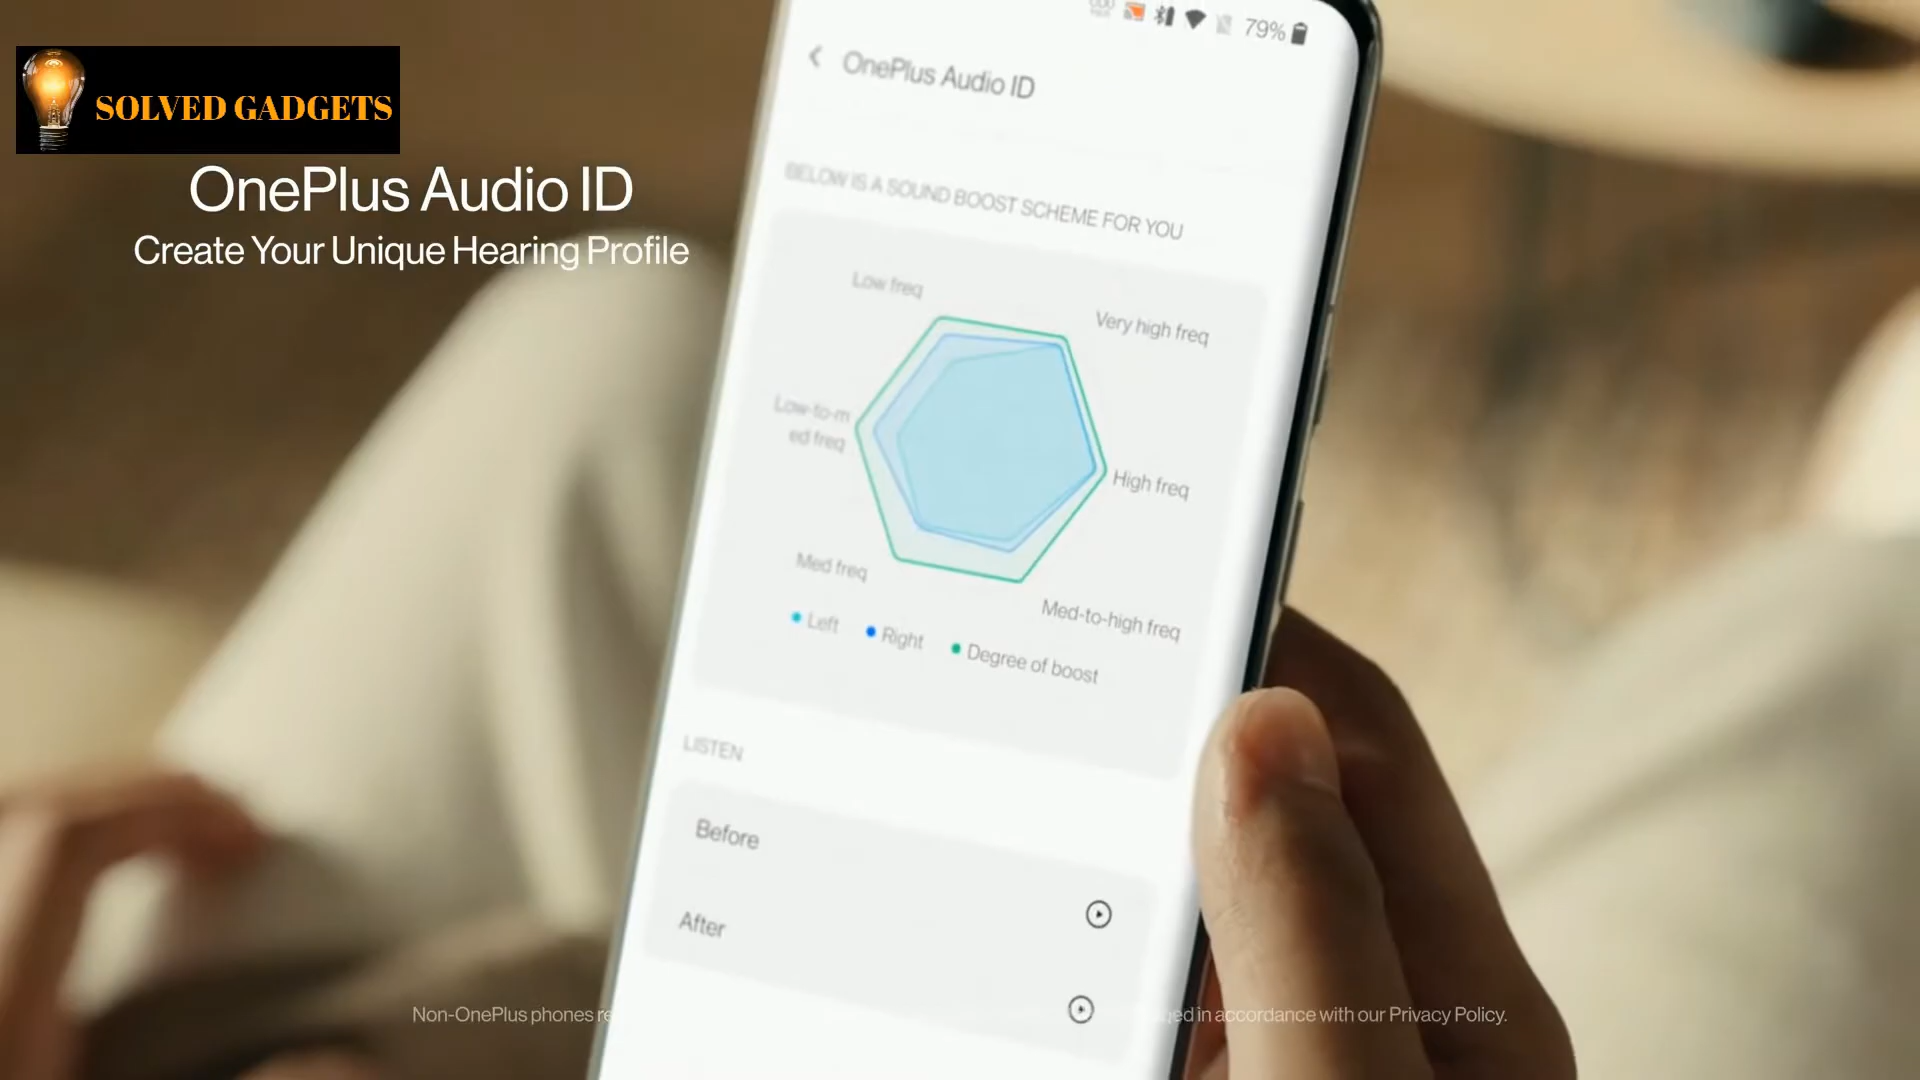 79%
OnePlus Audio ID
SOLVED GADGETS
OnePlus Audio ID
Create Your Unique Hearing Profile
BELOW IS A SOUND BOOST SCHEME FOR YOU
Low freq
Very high freq
Low-to-m
ed freq
High freq
Med freq
Med-to-high freq
Left
Right
Degree of boost
LISTEN
Before
After
Non-OnePlus phones
in accordance with our Privacy Policy.